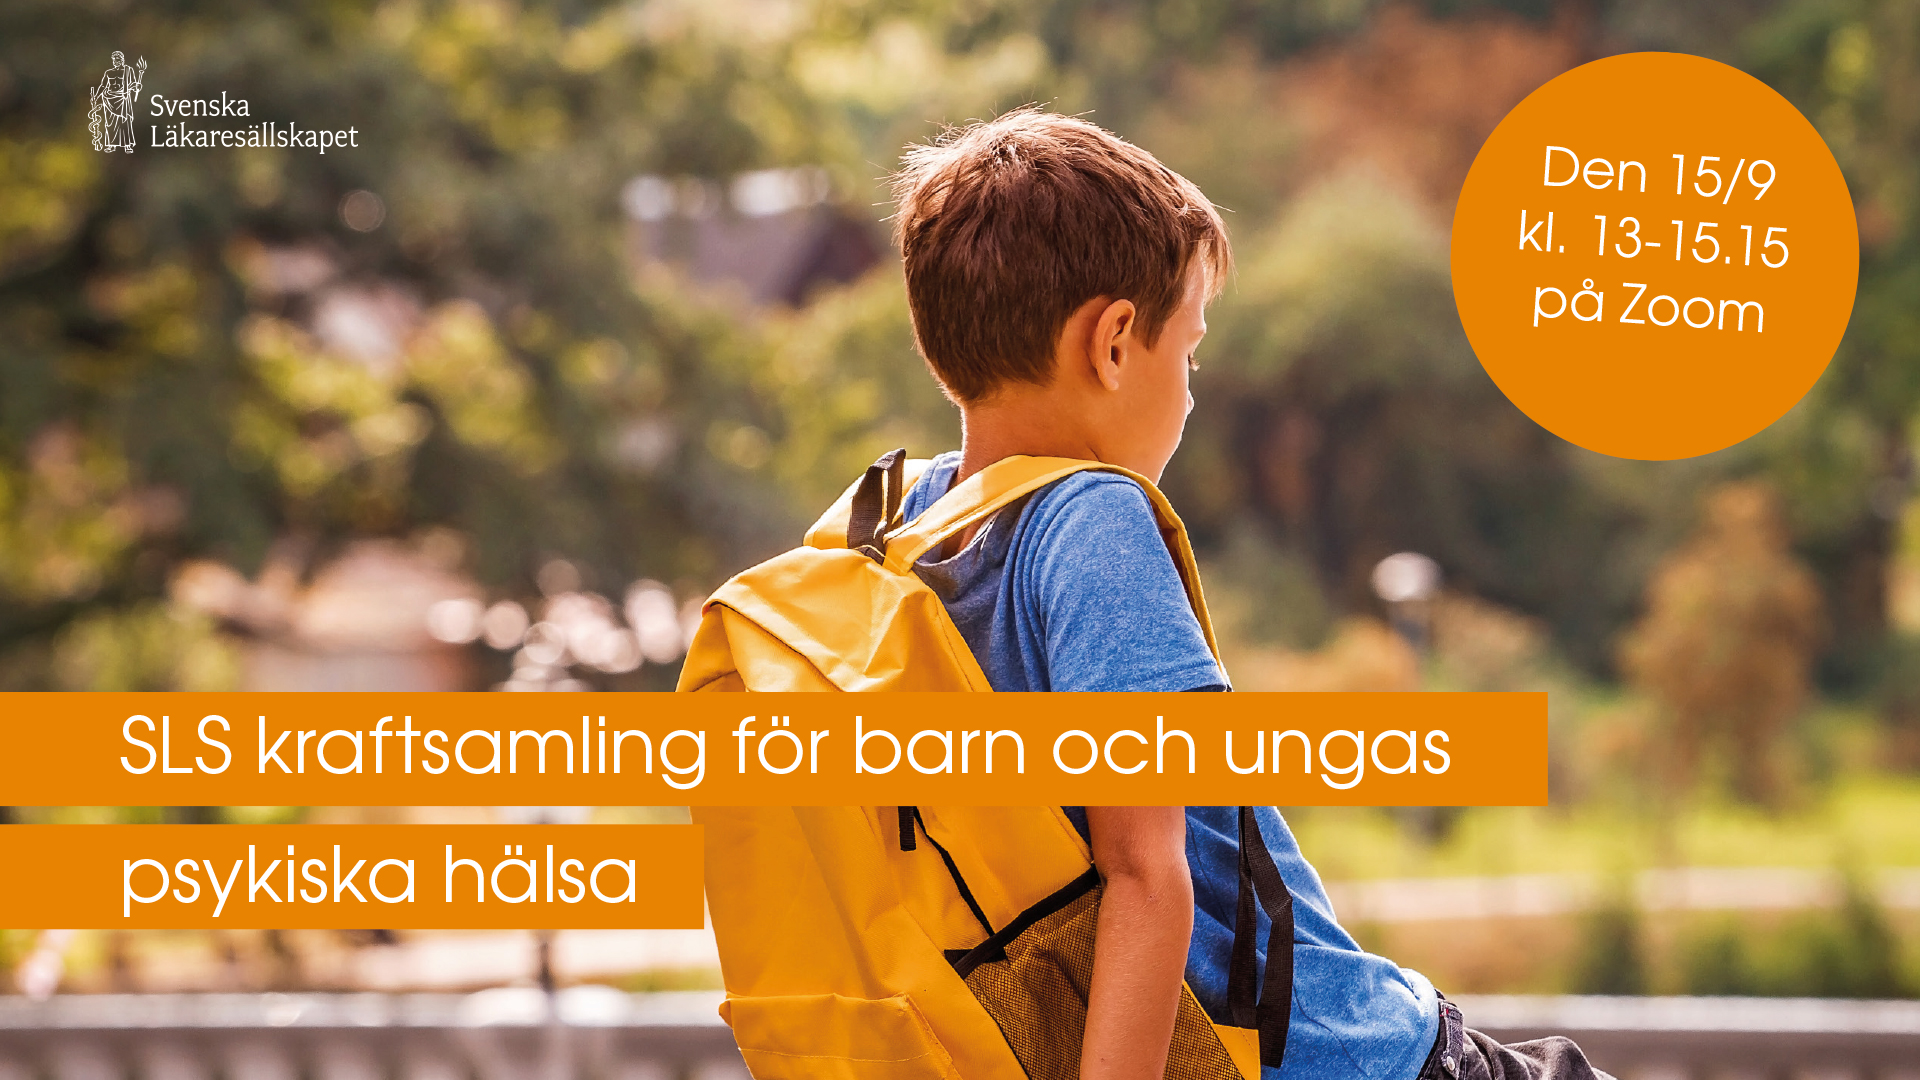 Svenska
Läkaresällskapet
Den 15/9
kl. 13-15.15
på Zoom
SLS kraftsamling för barn och ungas
psykiska hälsa